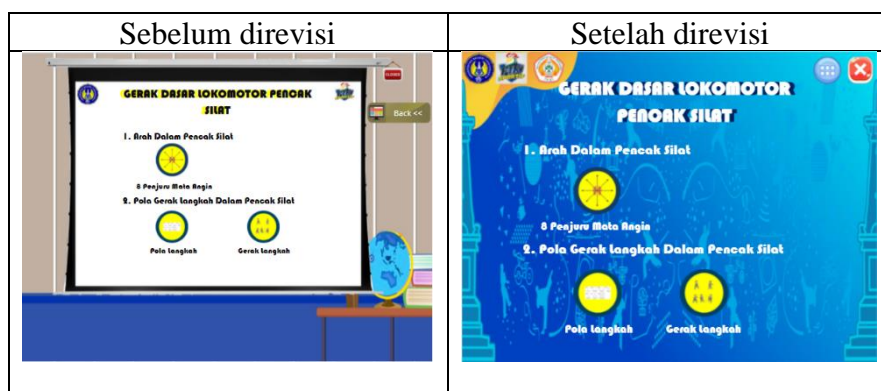 Sebelum direvisi
Setelah direvisi
GERAK DASAR LOKOMOTOR PENCAK
SILAT
Back <<
1. Arah Dalam Pencak Silat
8 Penjuru Mata Angin
2. Pola Gerak Langkah Dalam Pencak Silat
Pola Langkah
Gerak Langkah
GERAK DASAR LOKOMOTOR
PENCAK SILAT
1. Arah Dalam Pencak Silat
8 Penjuru Mata Angin
2. Pola Gerak Langkah Dalam Pencak Silat
Pola Langkah
Gerak Langkah